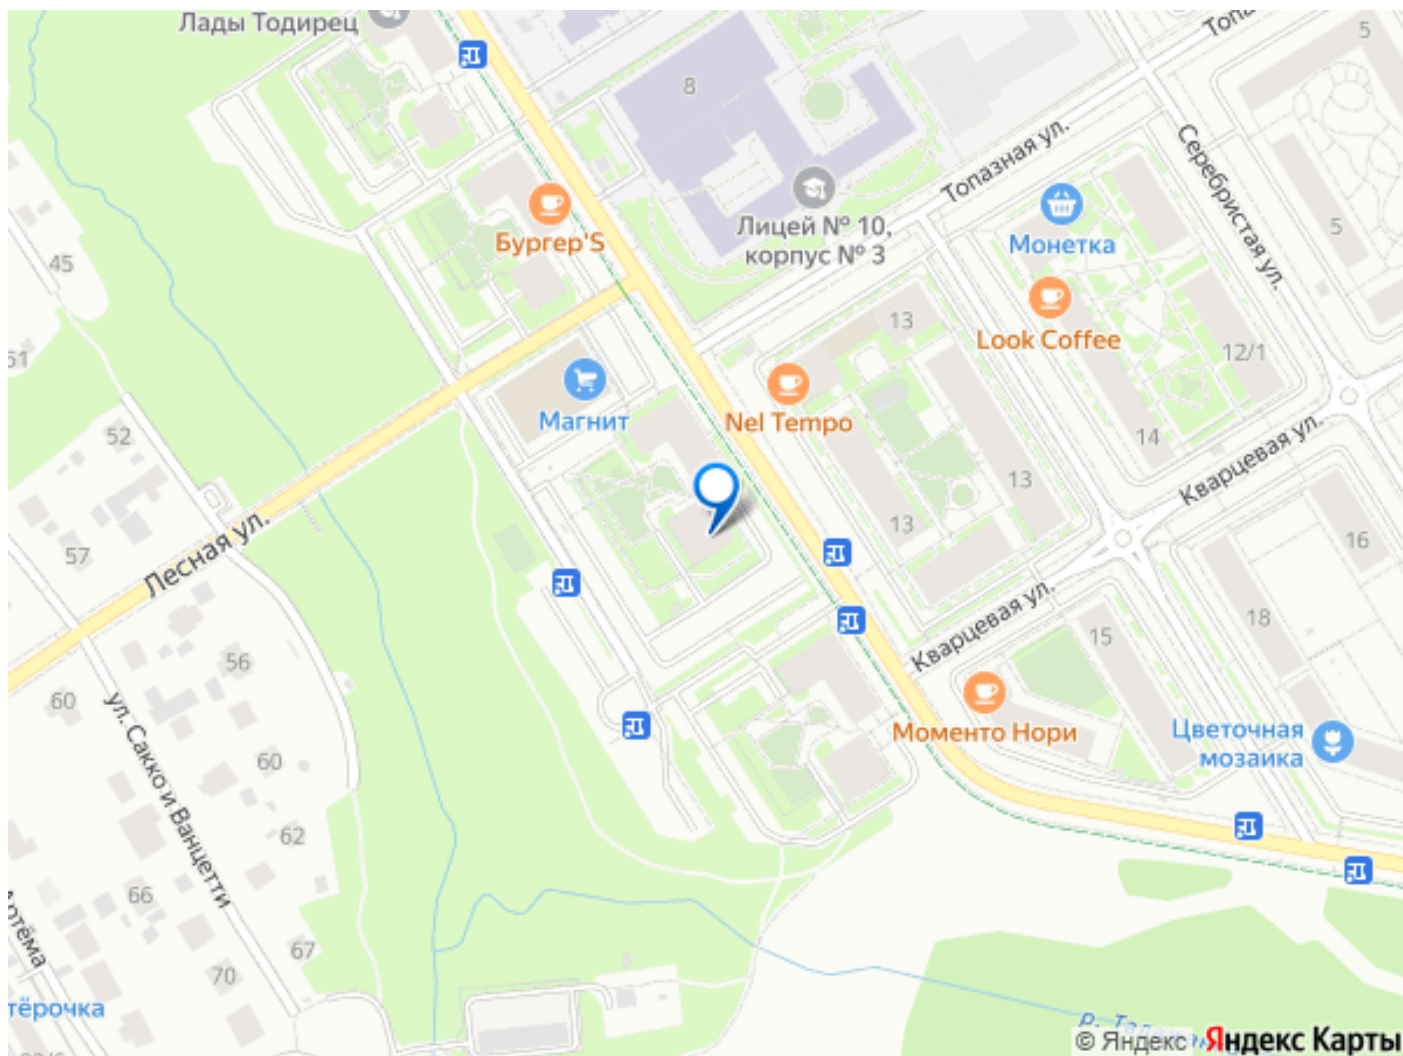 Лады Тодирец
8
5
Топазная ул.
Серебристая ул.
Бургер'S
Лицей № 10,
корпус № 3
Монетка
5
45
13
Look Coffee
12/1
51
Магнит
Nel Tempo
52
14
Кварцевая ул.
13
13
16
57
Лесная ул.
Кварцевая ул.
15
18
56
60
ул. Сакко и Ванцетти
Моменто Нори
Цветочная
мозаика
60
62
66
67
Артёма
70
тёрочка
© Яндекс Яндекс Карты